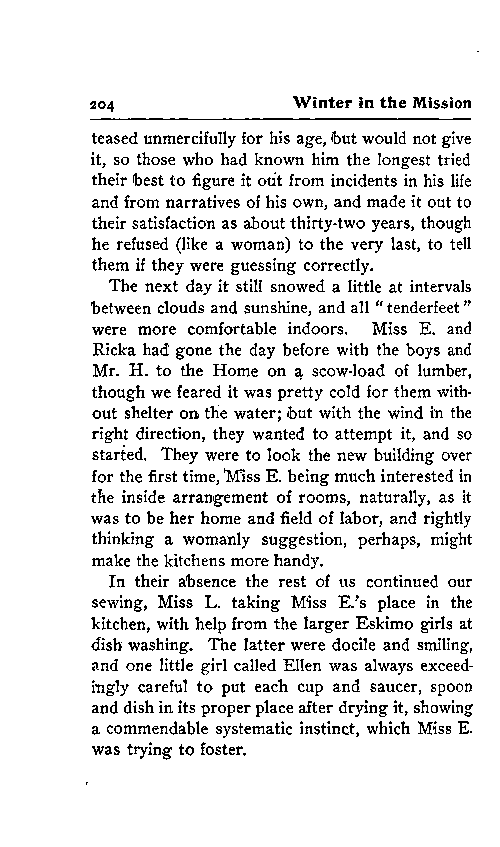 204 Winter in the Mission
teased unmercifully for his age, but would not give
it, so those who had known him the longest tried
their best to figure it out from incidents in his life
and from narratives of his own, and made it out to
their satisfaction as about thirty-two years, though
he refused (like a woman) to the very last, to tell
them if they were guessing correctly.
The next day it still snowed a little at intervals
between clouds and sunshine, and all “tenderfeet”
were more comfortable indoors. Miss E. and
Ricka had gone the day before with the boys and
Mr. H. to the Home on a scow-load of lumber,
though we feared it was pretty cold for them with-
out shelter on the water; but with the wind in the
right direction, they wanted to attempt it, and so
started. They were to look the new building over
for the first time, Miss E. being much interested in
the inside arrangement of rooms, naturally, as it
was to be her home and field of labor, and rightly
thinking a womanly suggestion, perhaps, might
make the kitchens more handy.
In their absence the rest of us continued our
sewing, Miss L. taking Miss E.’s place in the
kitchen, with help from the larger Eskimo girls at
dish washing. The latter were docile and smiling,
and one little girl called Ellen was always exceed-
ingly careful to put each cup and saucer, spoon
and dish in its proper place after drying it, showing
a commendable systematic instinct, which Miss E.
was trying to foster.